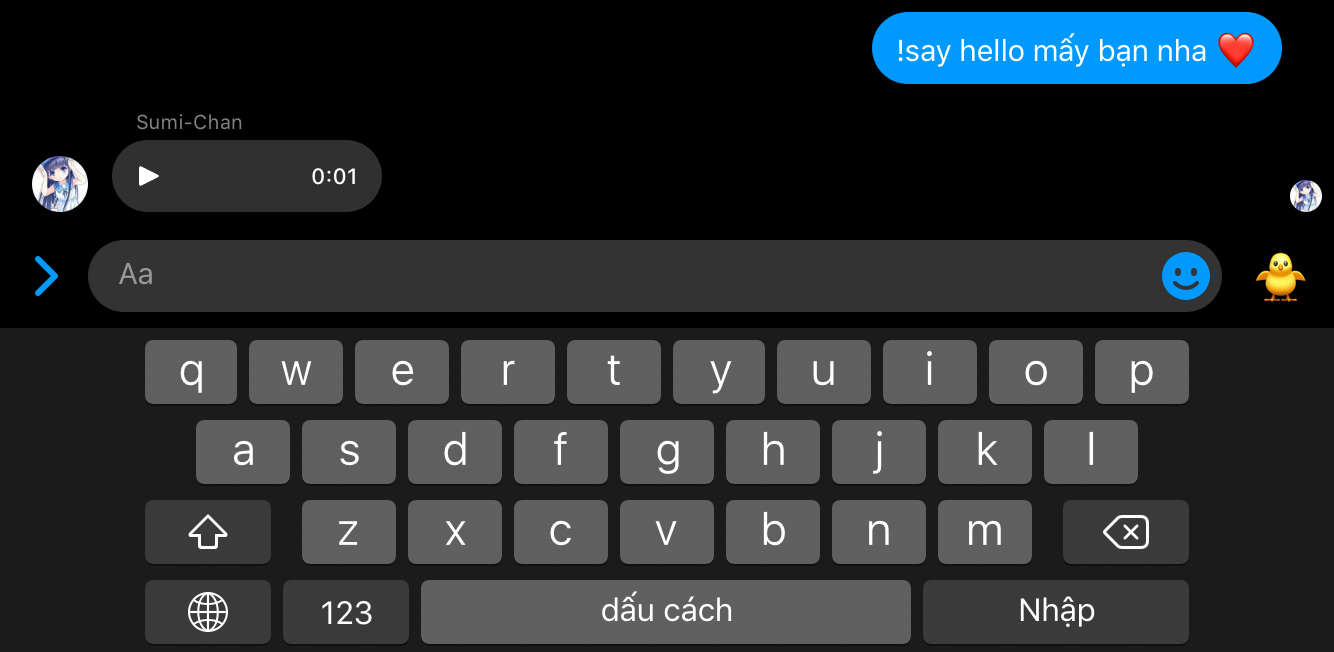 !say hello mấy bạn nha ❤️
Sumi-Chan
0:01
Aa
q w e r t y u i o p
a s d f g h j k l
z x c v b n m
123 dấu cách Nhập